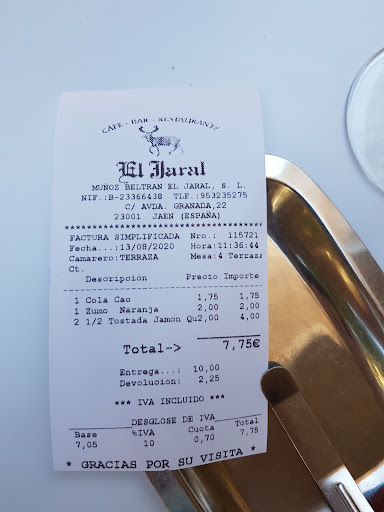 CAFE - BAR - RESTAURANTE
El Jaral
MUÑOZ BELTRAN EL JARAL, S. L.
NIF.:B-23366438 TLF.:953235275
C/ AVDA. GRANADA,22
23001 JAEN (ESPAÑA)
****************************************
FACTURA SIMPLIFICADA Nro.: 115721
Fecha...:13/08/2020 Hora:11:36:44
Camarero:TERRAZA Mesa:4 Terraz
Ct.
Descripcion Precio Importe
----------------------------------------
1 Cola Cao 1,75 1,75
1 Zumo Naranja 2,00 2,00
2 1/2 Tostada Jamon Qu2,00 4,00
Total-> 7,75€
Entrega...: 10,00
Devolucion: 2,25
*** IVA INCLUIDO ***
DESGLOSE DE IVA
Base %IVA Cuota Total
7,05 10 0,70 7,75
* GRACIAS POR SU VISITA *